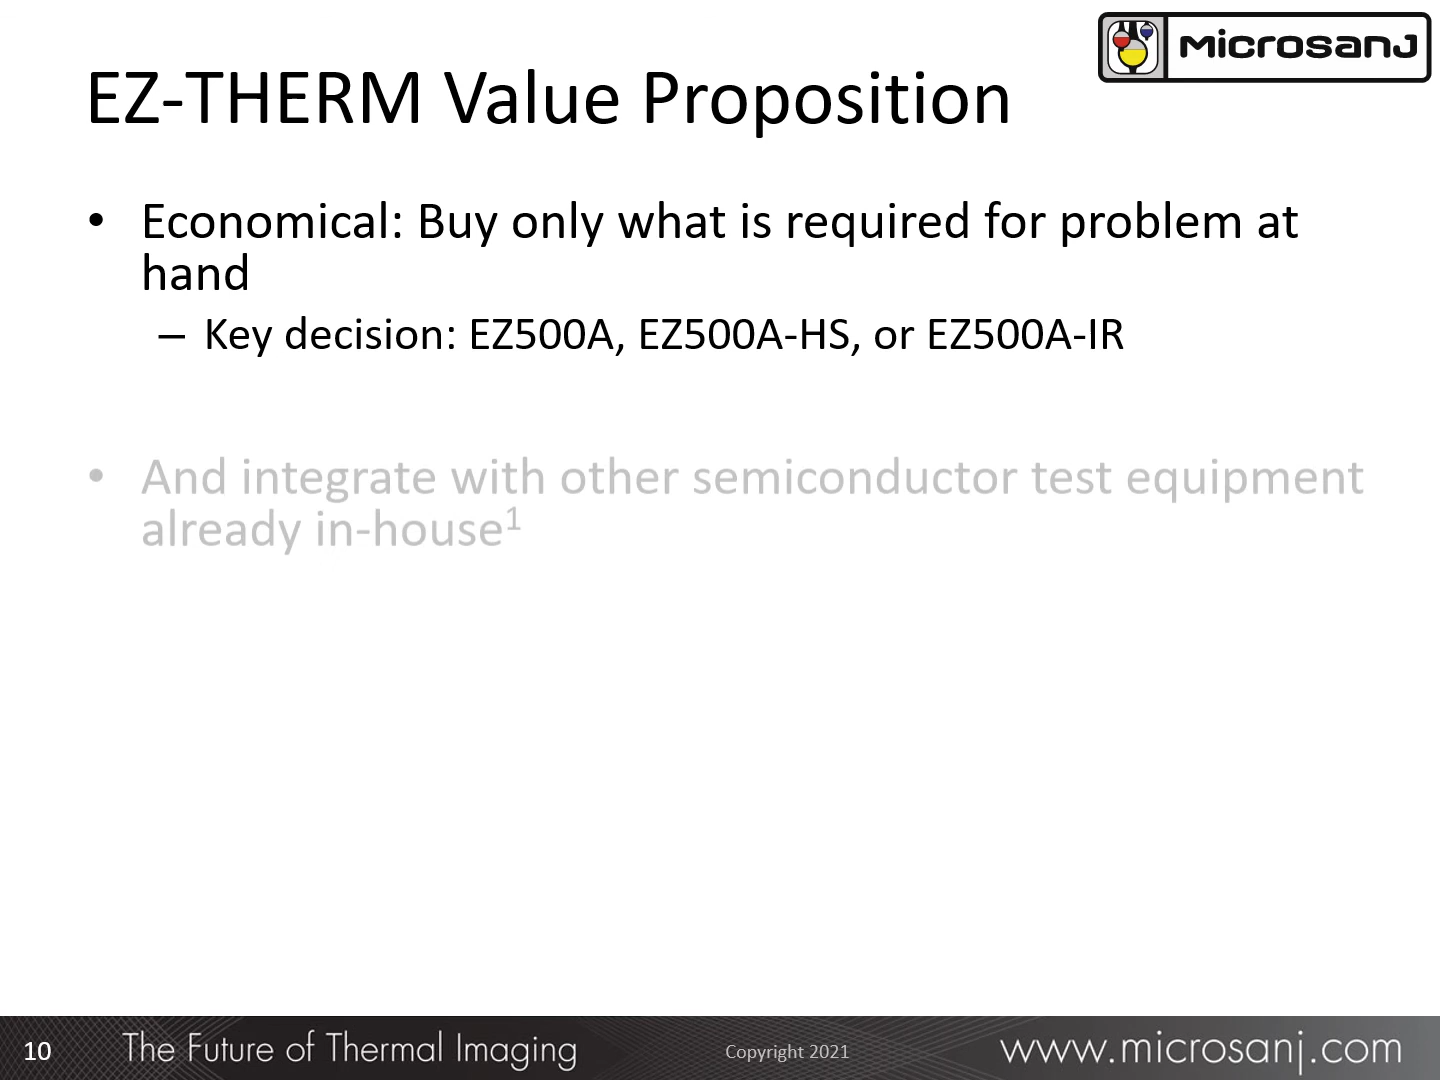 Microsanj
EZ-THERM Value Proposition
• Economical: Buy only what is required for problem at
hand
– Key decision: EZ500A, EZ500A-HS, or EZ500A-IR
• And integrate with other semiconductor test equipment
already in-house¹
10
The Future of Thermal Imaging
Copyright 2021
www.microsanj.com